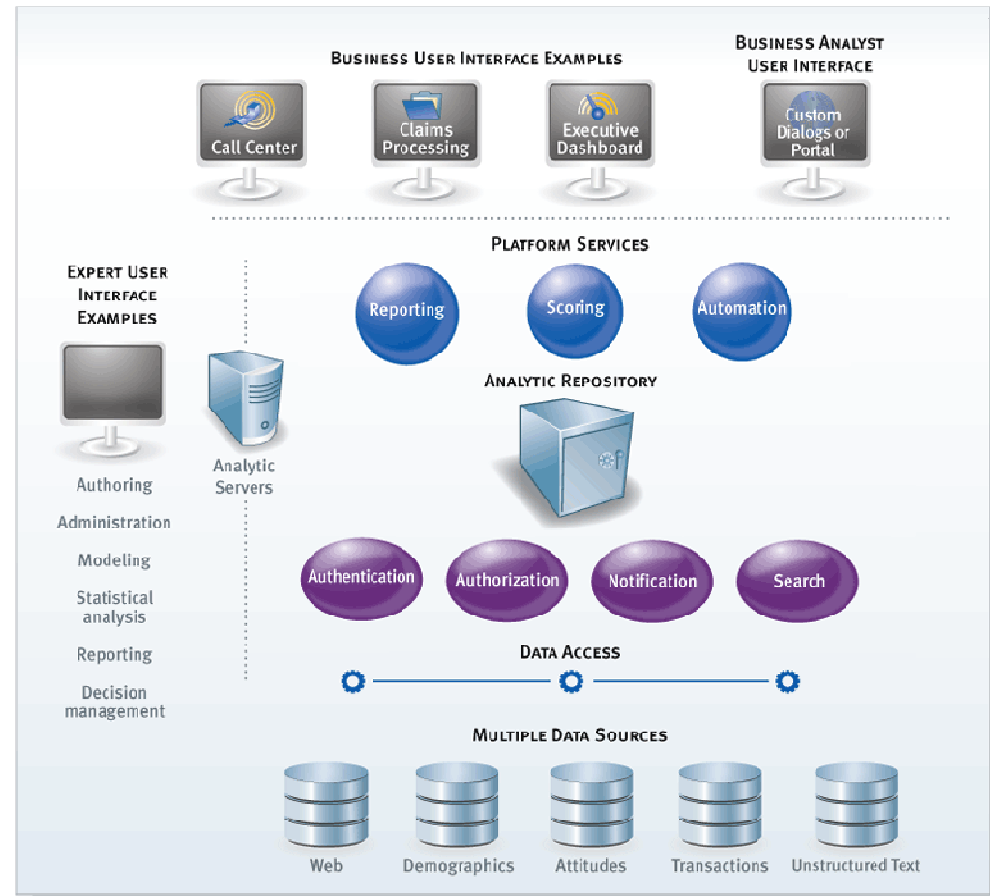 BUSINESS USER INTERFACE EXAMPLES
BUSINESS ANALYST
USER INTERFACE
Call Center
Claims
Processing
Executive
Dashboard
Custom
Dialogs or
Portal
PLATFORM SERVICES
Reporting
Scoring
Automation
EXPERT USER
INTERFACE
EXAMPLES
Authoring
Administration
Modeling
Statistical
analysis
Reporting
Decision
management
Analytic
Servers
ANALYTIC REPOSITORY
Authentication
Authorization
Notification
Search
DATA ACCESS
MULTIPLE DATA SOURCES
Web
Demographics
Attitudes
Transactions
Unstructured Text